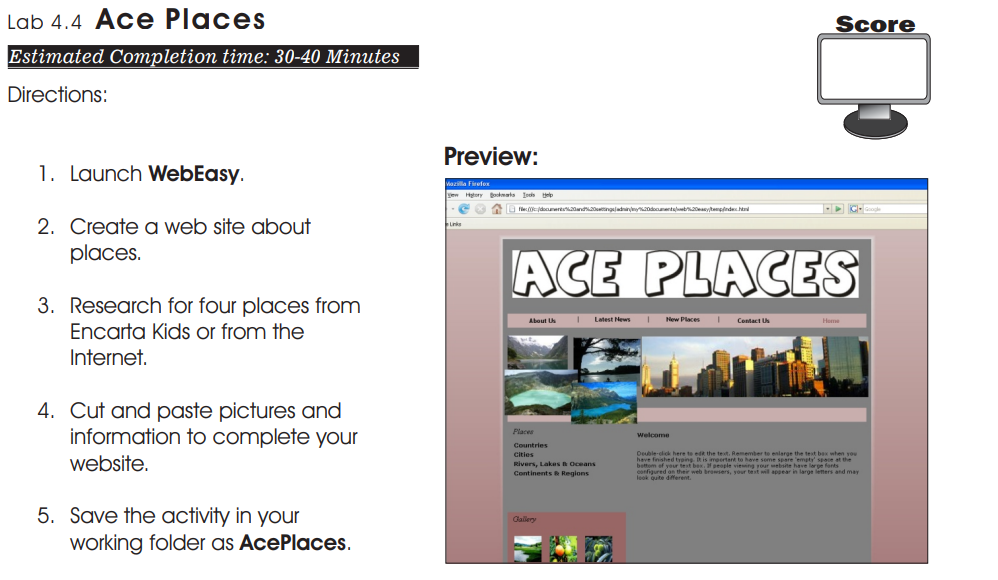 Lab 4.4 Ace Places
Score
Estimated Completion time: 30-40 Minutes
Directions:
1. Launch WebEasy.
2. Create a web site about
places.
3. Research for four places from
Encarta Kids or from the
Internet.
4. Cut and paste pictures and
information to complete your
website.
5. Save the activity in your
working folder as AcePlaces.
Preview:
Mozilla Firefox
View History Bookmarks Tools Help
file:///c:/documents%20and%20settings/admin/my%20documents/web%20easy/temp/index.html
Google
Links
ACE PLACES
About Us | Latest News | New Places | Contact Us Home
Places
Countries
Cities
Rivers, Lakes & Oceans
Continents & Regions
Welcome
Double-click here to edit the text. Remember to enlarge the text box when you
have finished typing. It is important to have some spare 'empty' space at the
bottom of your text box. If people viewing your website have large fonts
configured on their web browsers, your text will appear in large letters and may
look quite different.
Gallery